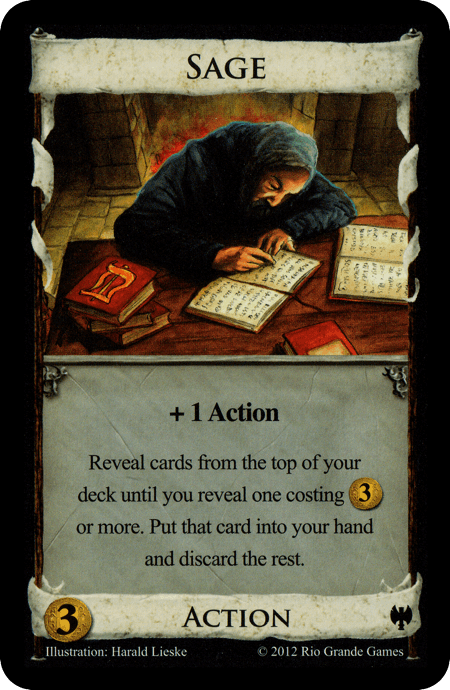 SAGE
+ 1 Action
Reveal cards from the top of your
deck until you reveal one costing 3
or more. Put that card into your hand
and discard the rest.
3 ACTION
Illustration: Harald Lieske © 2012 Rio Grande Games